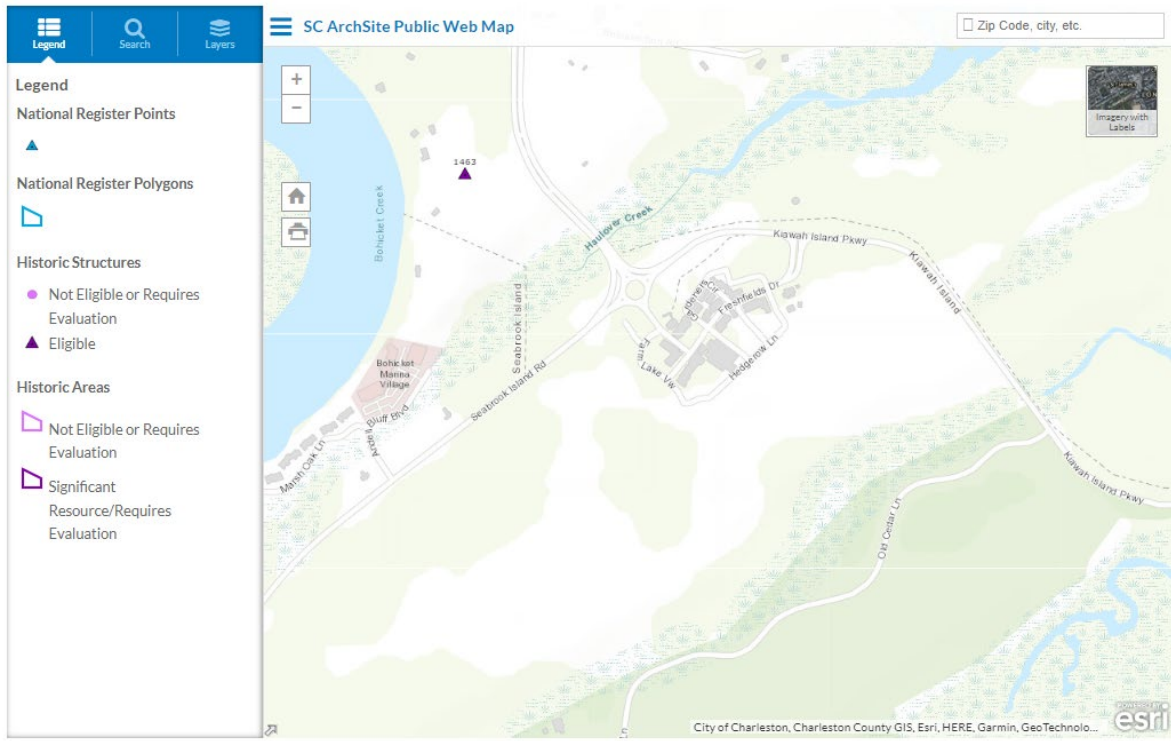 Legend
Search
Layers
SC ArchSite Public Web Map
Zip Code, city, etc.
Legend
National Register Points
National Register Polygons
Historic Structures
Not Eligible or Requires
Evaluation
Eligible
Historic Areas
Not Eligible or Requires
Evaluation
Significant
Resource/Requires
Evaluation
+
−
Imagery with
Labels
1463
Bohicket Creek
Haulover Creek
Kiawah Island Pkwy
Kiawah Island
Seabrook Island
Freshfields Dr
Farm
Lake Vw
Hedgerow Ln
Bohicket
Marina
Village
Seabrook Island Rd
Andell Bluff Blvd
Marsh Oak Ln
Kiawah Island Pkwy
Old Cedar Ln
Ln
City of Charleston, Charleston County GIS, Esri, HERE, Garmin, GeoTechnolo...
POWERED BY
esri